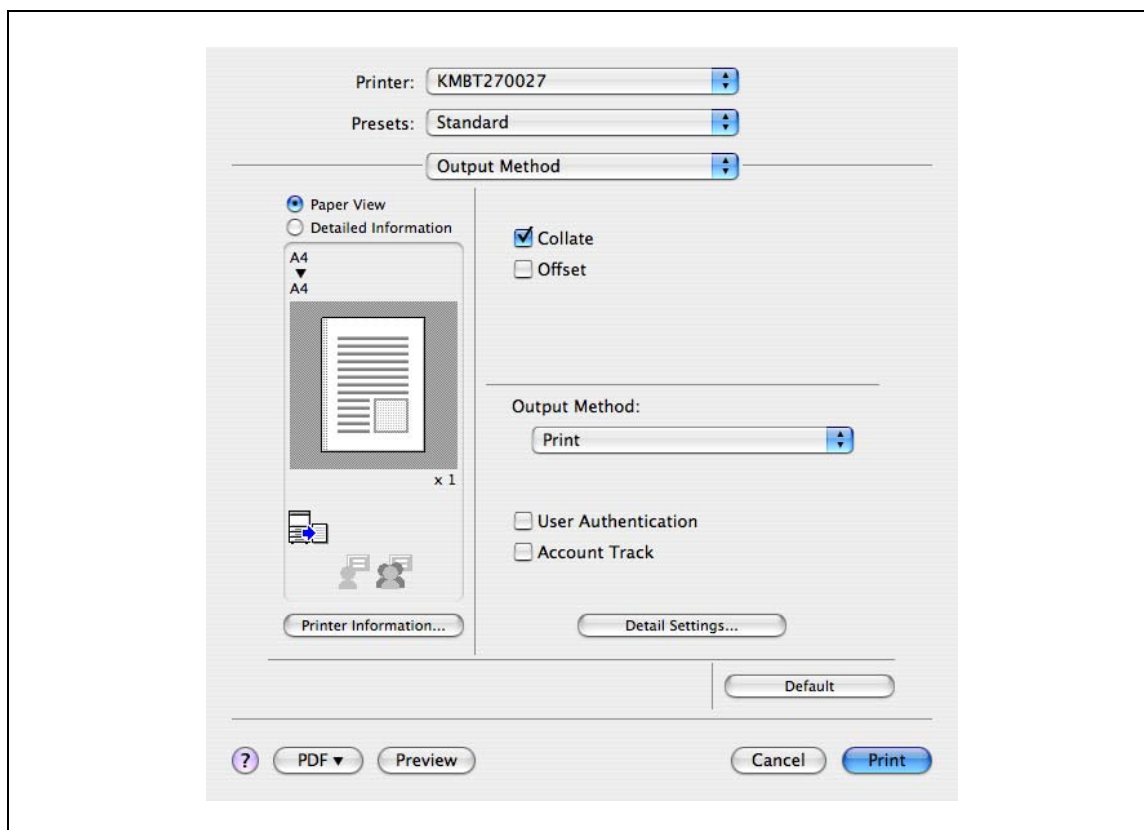 Printer: KMBT270027
Presets: Standard
Output Method
Paper View
Detailed Information
A4
▼
A4
x 1
Printer Information...
Collate
Offset
Output Method:
Print
User Authentication
Account Track
Detail Settings...
Default
?
PDF ▼
Preview
Cancel
Print